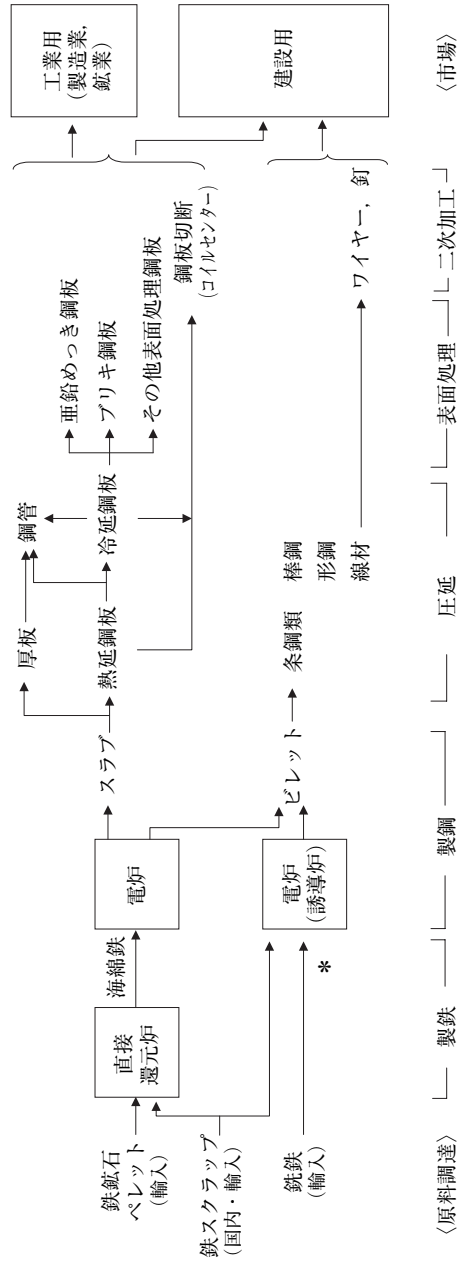 鉄鉱石
ペレット
(輸入)
鉄スクラップ
(国内・輸入)
銑鉄
(輸入)
直接
還元炉
海綿鉄
電炉
電炉
(誘導炉)
*
スラブ
ビレット
厚板
熱延鋼板
鋼管
冷延鋼板
条鋼類
棒鋼
形鋼
線材
亜鉛めっき鋼板
ブリキ鋼板
その他表面処理鋼板
鋼板切断
(コイルセンター)
ワイヤー,釘
工業用
(製造業,
鉱業)
建設用
〈原料調達〉
製鉄
製鋼
圧延
表面処理
二次加工
〈市場〉